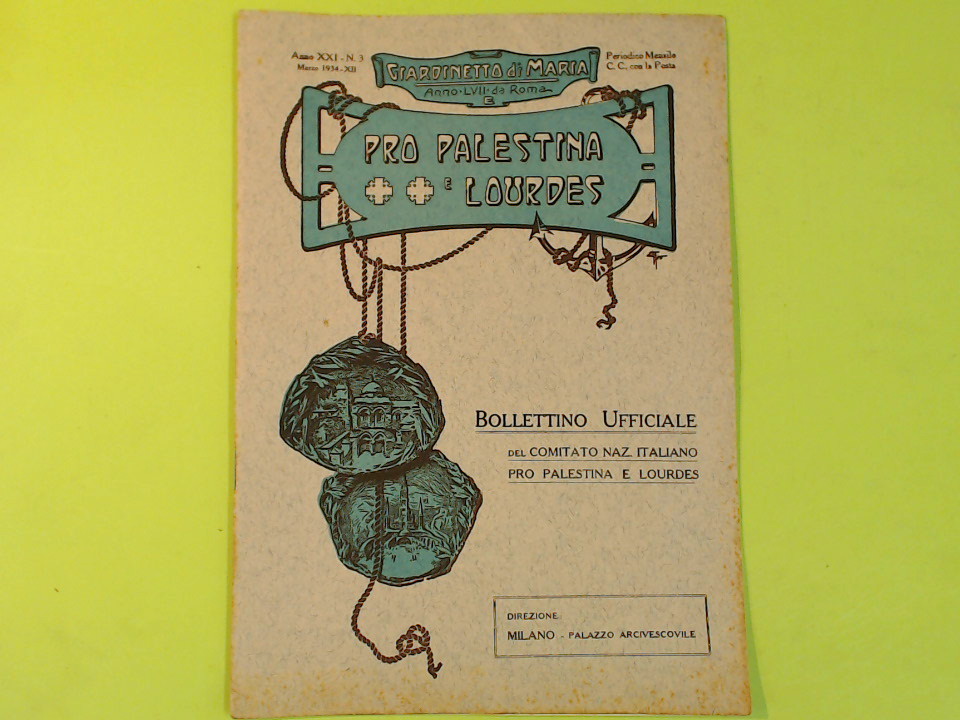 Anno XXI - N. 3
Marzo 1934 - XII
Periodico Mensile
C. C. con la Posta
GIARDINETTO di MARIA
Anno • LVII • da Roma
E
PRO PALESTINA
E LOURDES
BOLLETTINO UFFICIALE
DEL COMITATO NAZ. ITALIANO
PRO PALESTINA E LOURDES
DIREZIONE
MILANO - PALAZZO ARCIVESCOVILE